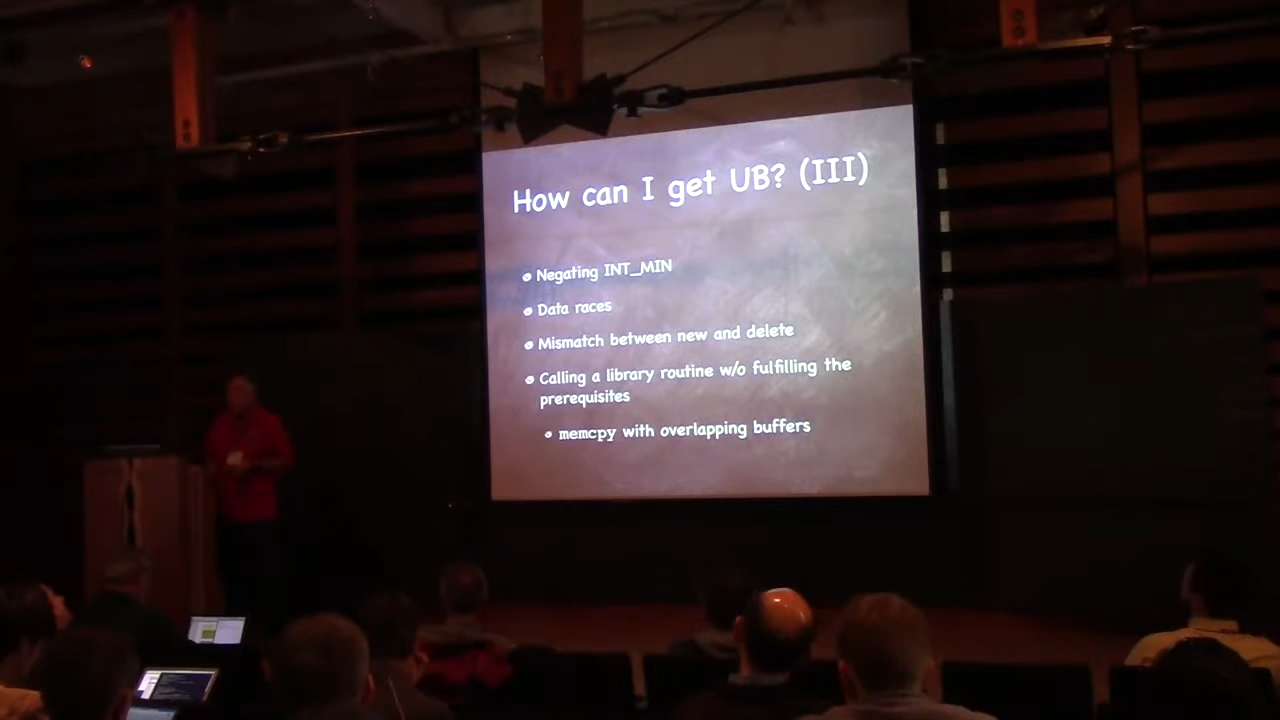 How can I get UB? (III)
Negating INT_MIN
Data races
Mismatch between new and delete
Calling a library routine w/o fulfilling the
prerequisites
memcpy with overlapping buffers